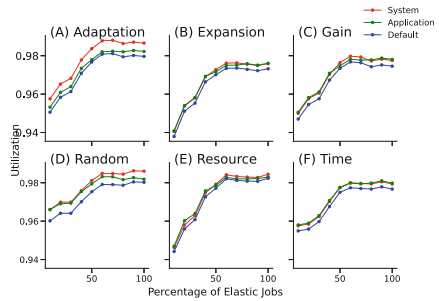 System
Application
Default
(A) Adaptation
(B) Expansion
(C) Gain
0.98
0.96
0.94
Utilization
(D) Random
(E) Resource
(F) Time
0.98
0.96
0.94
50
100
50
100
50
100
Percentage of Elastic Jobs